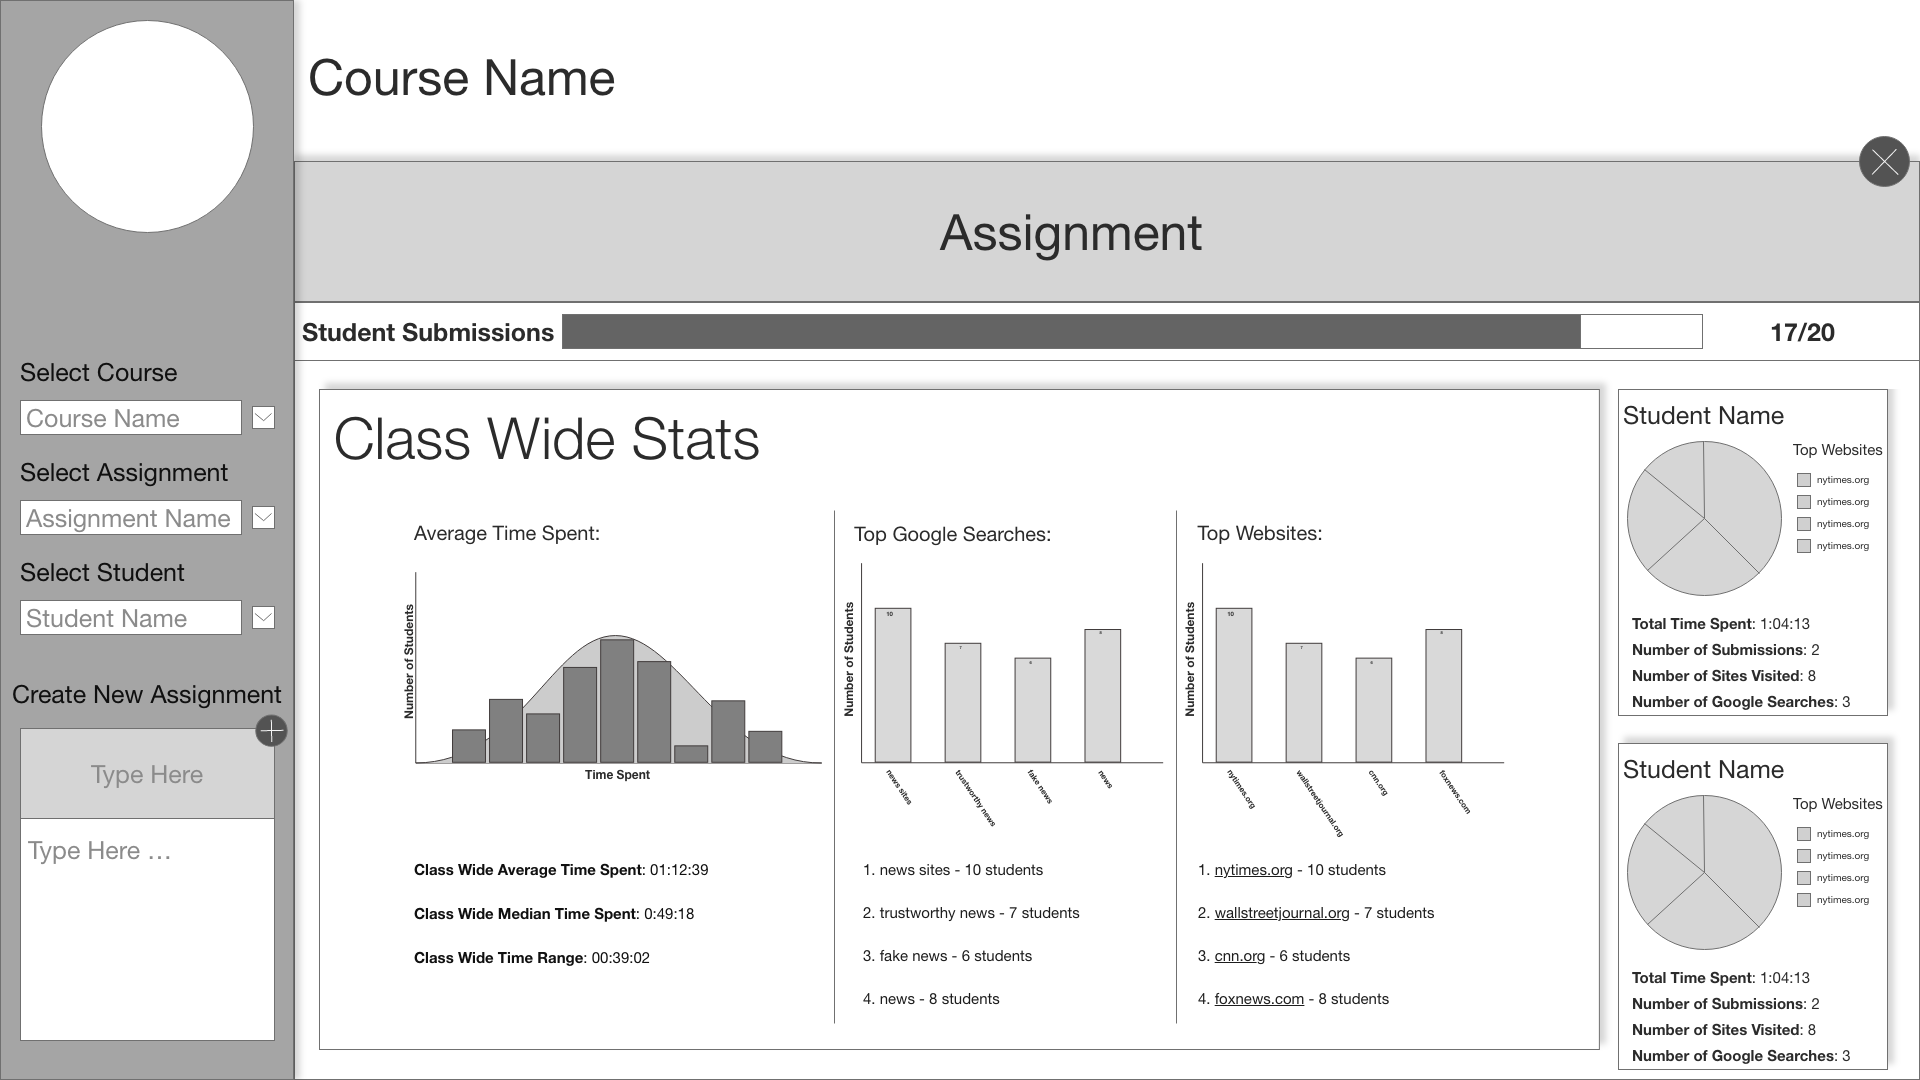 Course Name
Assignment
Student Submissions
17/20
Select Course
Course Name
Select Assignment
Assignment Name
Select Student
Student Name
Create New Assignment
Type Here
Type Here ...
Class Wide Stats
Average Time Spent:
Number of Students
Time Spent
Class Wide Average Time Spent: 01:12:39
Class Wide Median Time Spent: 0:49:18
Class Wide Time Range: 00:39:02
Top Google Searches:
Number of Students
10
7
6
8
news sites
trustworthy news
fake news
news
1. news sites - 10 students
2. trustworthy news - 7 students
3. fake news - 6 students
4. news - 8 students
Top Websites:
Number of Students
10
7
6
8
nytimes.org
wallstreetjournal.org
cnn.org
foxnews.com
1. nytimes.org - 10 students
2. wallstreetjournal.org - 7 students
3. cnn.org - 6 students
4. foxnews.com - 8 students
Student Name
Top Websites
nytimes.org
nytimes.org
nytimes.org
nytimes.org
Total Time Spent: 1:04:13
Number of Submissions: 2
Number of Sites Visited: 8
Number of Google Searches: 3
Student Name
Top Websites
nytimes.org
nytimes.org
nytimes.org
nytimes.org
Total Time Spent: 1:04:13
Number of Submissions: 2
Number of Sites Visited: 8
Number of Google Searches: 3